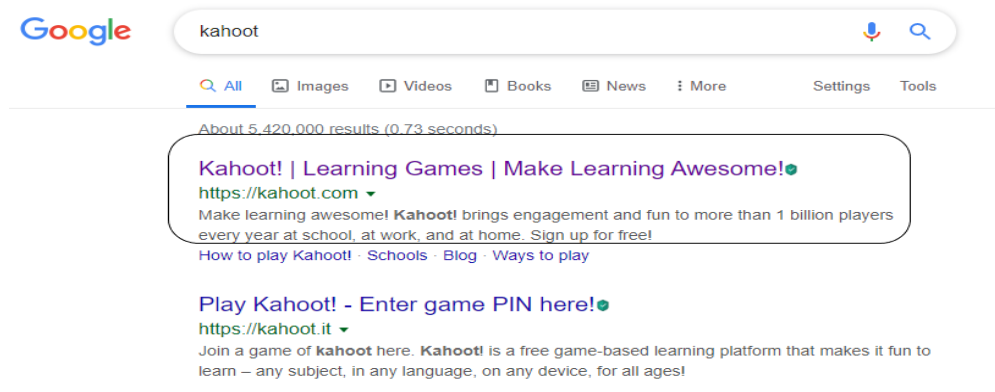 Google
kahoot
All Images Videos Books News More Settings Tools
About 5,420,000 results (0.73 seconds)
Kahoot! | Learning Games | Make Learning Awesome!
https://kahoot.com
Make learning awesome! Kahoot! brings engagement and fun to more than 1 billion players
every year at school, at work, and at home. Sign up for free!
How to play Kahoot! · Schools · Blog · Ways to play
Play Kahoot! - Enter game PIN here!
https://kahoot.it
Join a game of kahoot here. Kahoot! is a free game-based learning platform that makes it fun to
learn – any subject, in any language, on any device, for all ages!